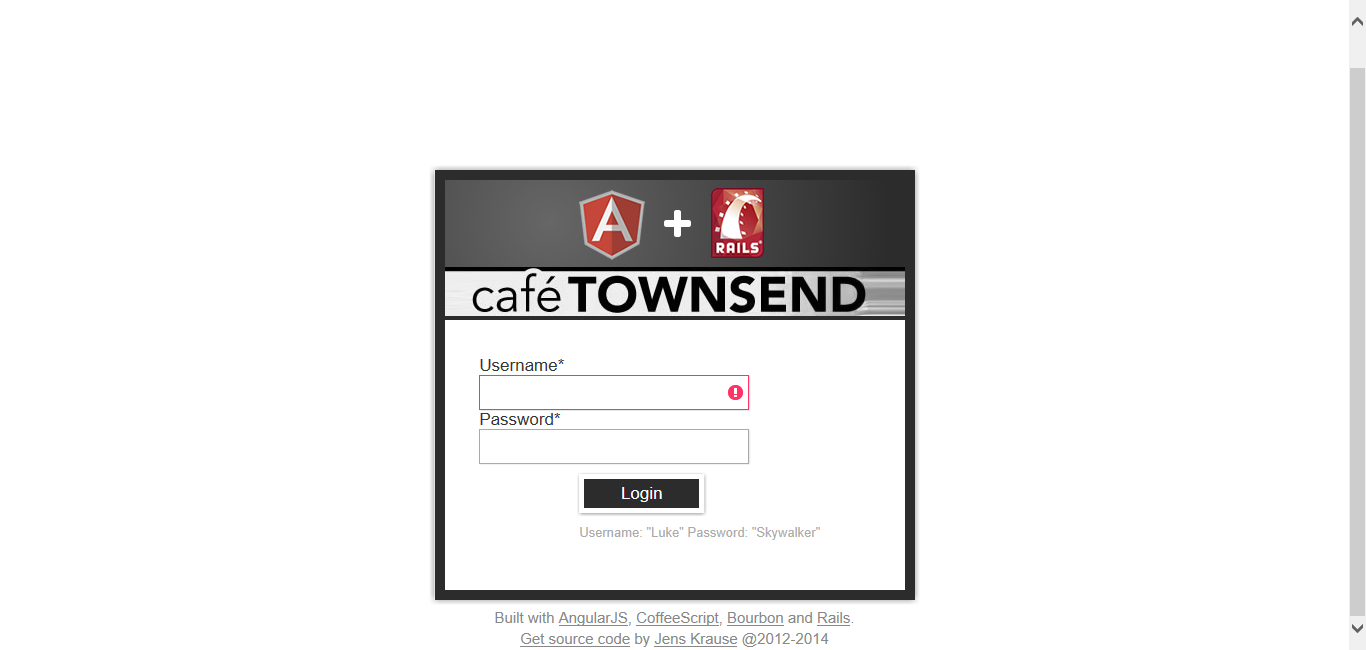 A + RAILS
café TOWNSEND
Username*
Password*
Login
Username: "Luke" Password: "Skywalker"
Built with AngularJS, CoffeeScript, Bourbon and Rails.
Get source code by Jens Krause @2012-2014